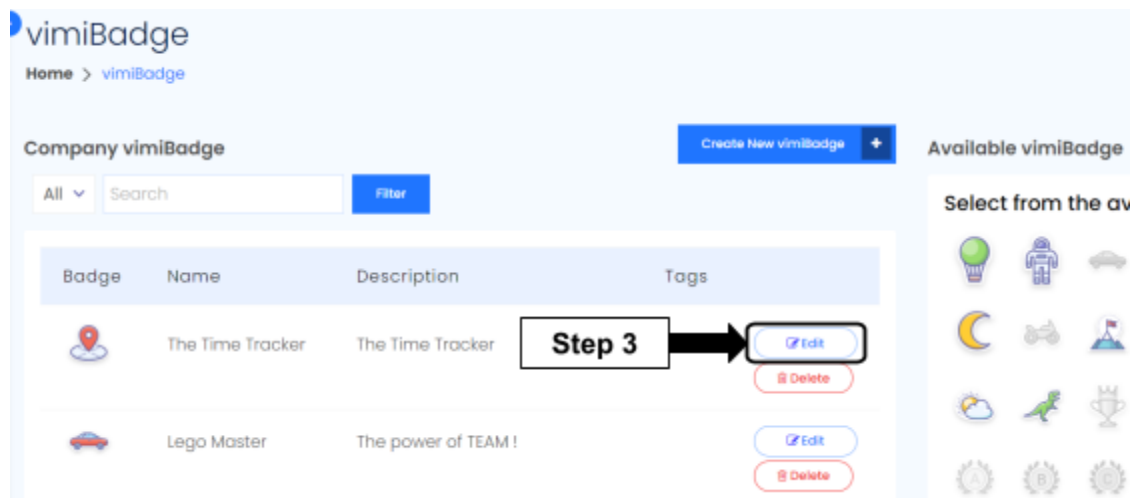 vimiBadge
Home > vimiBadge
Company vimiBadge
Create New vimiBadge +
Available vimiBadge
All Search Filter
Select from the av
Badge Name Description Tags
The Time Tracker The Time Tracker Step 3 Edit
Delete
Lego Master The power of TEAM ! Edit
Delete
A B C